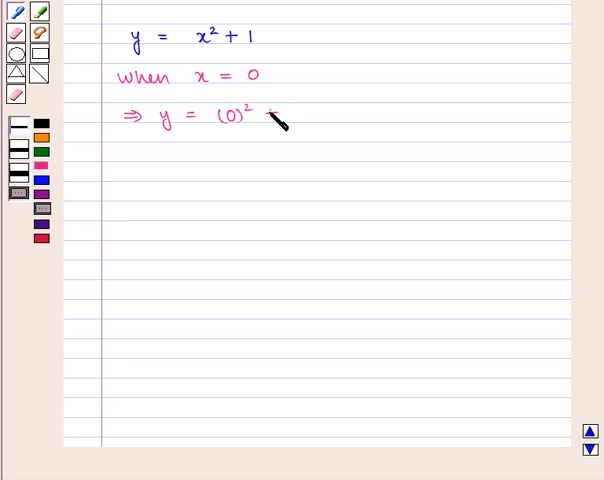 y = x² + 1
when x = 0
⇒ y = (0)² +